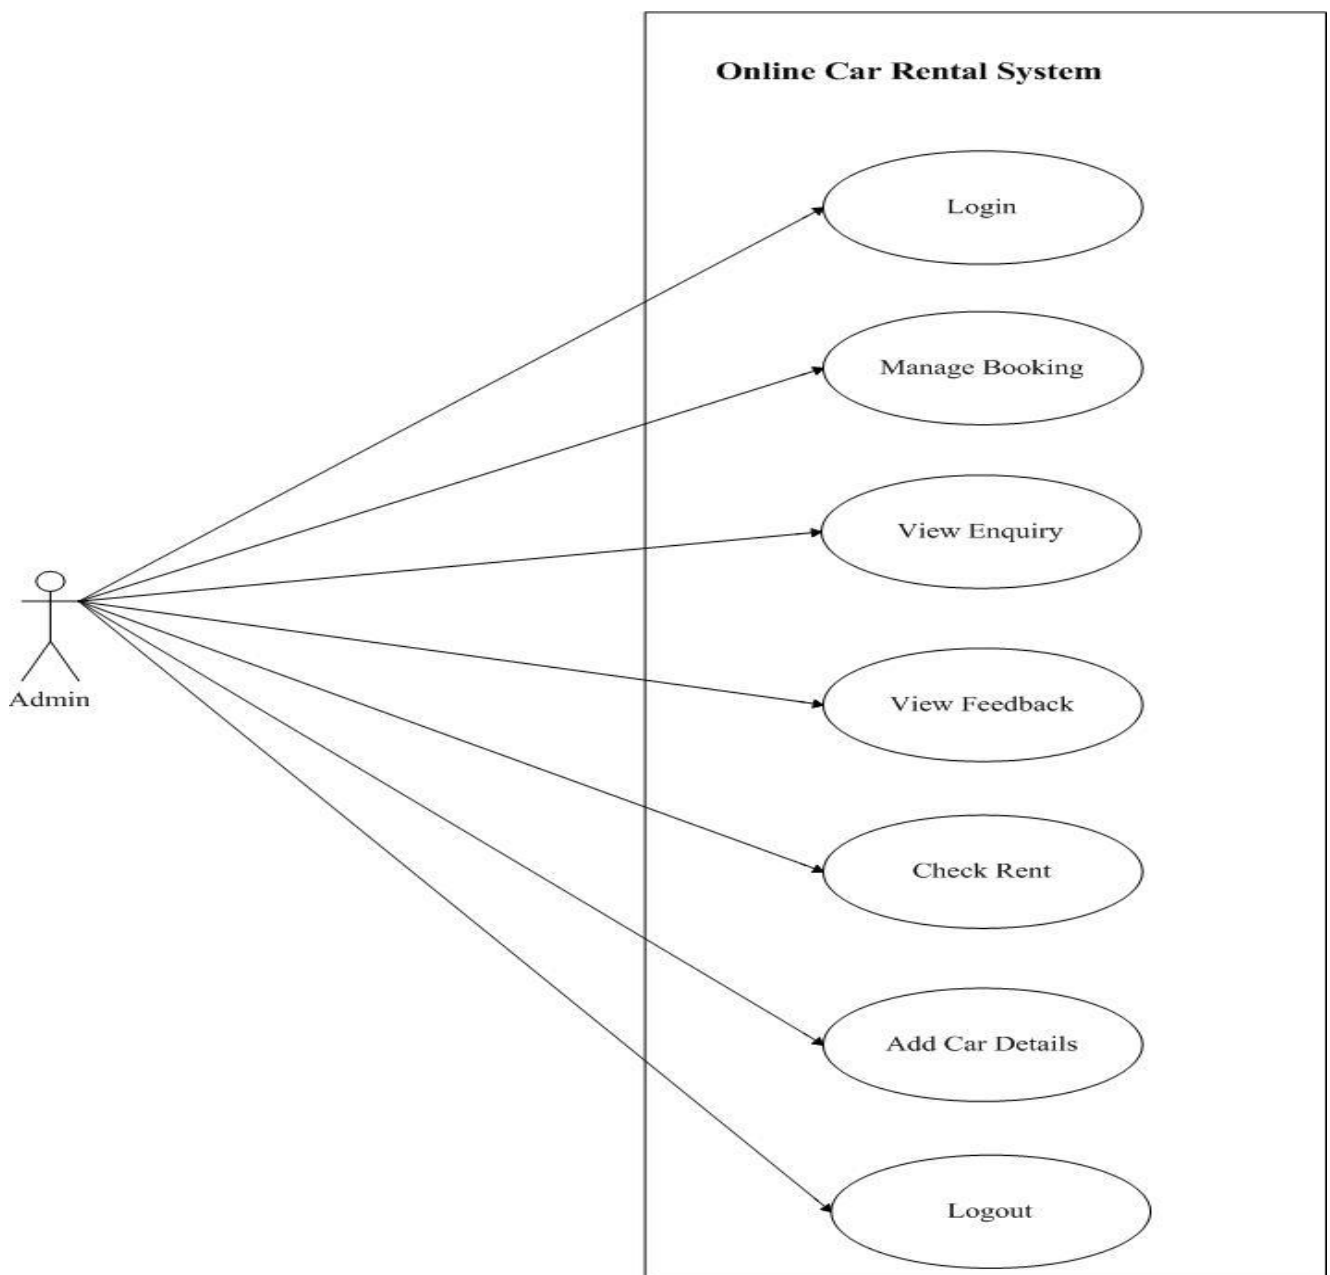 Online Car Rental System
Login
Manage Booking
View Enquiry
Admin
View Feedback
Check Rent
Add Car Details
Logout